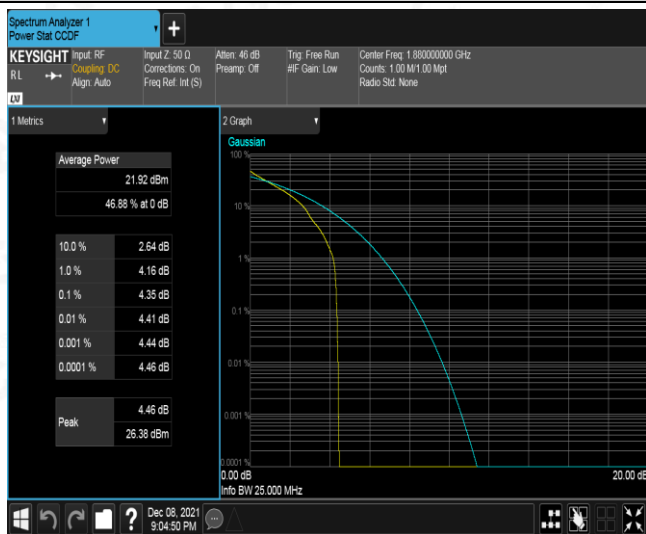 Spectrum Analyzer 1
Power Stat CCDF
+
KEYSIGHT
RL
Input: RF
Coupling: DC
Align: Auto
Input Z: 50 Ω
Corrections: On
Freq Ref: Int (S)
Atten: 46 dB
Preamp: Off
Trig: Free Run
#IF Gain: Low
Center Freq: 1.880000000 GHz
Counts: 1.00 M/1.00 Mpt
Radio Std: None
1 Metrics
Average Power
21.92 dBm
46.88 % at 0 dB
10.0 % 2.64 dB
1.0 % 4.16 dB
0.1 % 4.35 dB
0.01 % 4.41 dB
0.001 % 4.44 dB
0.0001 % 4.46 dB
Peak
4.46 dB
26.38 dBm
2 Graph
Gaussian
100 %
10 %
1 %
0.1 %
0.01 %
0.001 %
0.0001 %
0.00 dB 20.00 dB
Info BW 25.000 MHz
?
Dec 08, 2021
9:04:50 PM